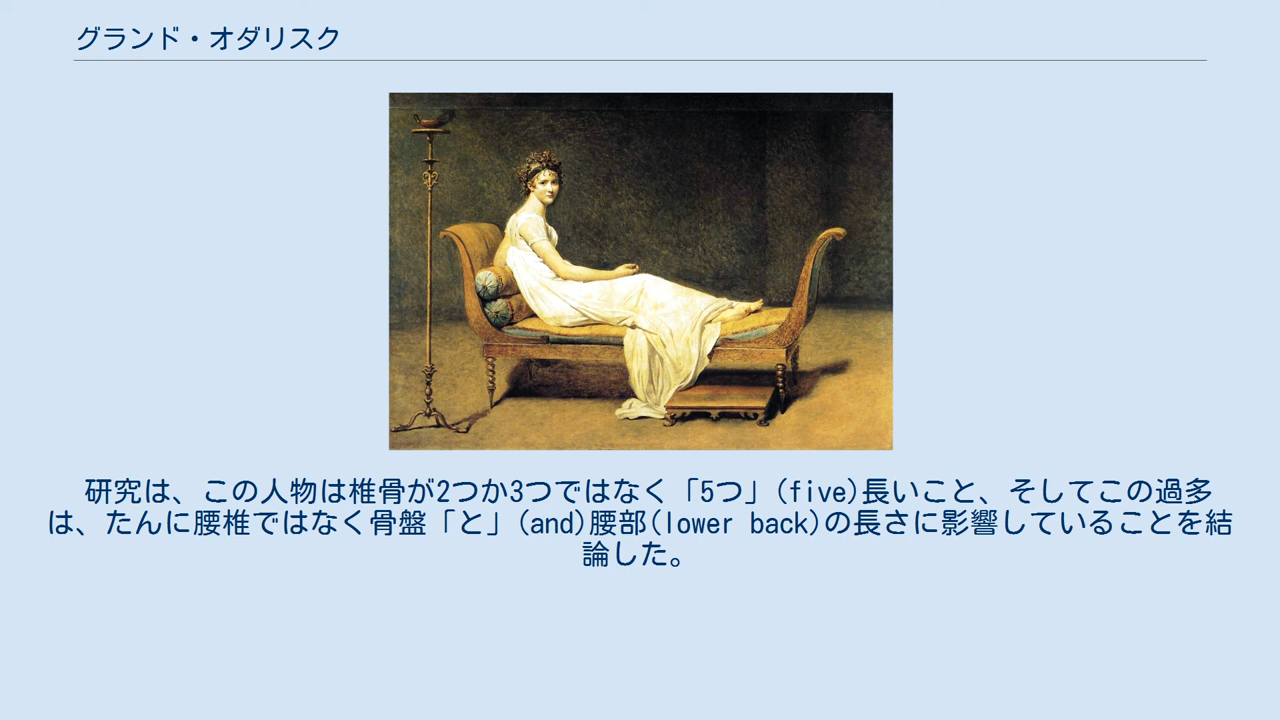 グランド・オダリスク
研究は、この人物は椎骨が2つか3つではなく「5つ」(five)長いこと、そしてこの過多
は、たんに腰椎ではなく骨盤「と」(and)腰部(lower back)の長さに影響していることを結
論した。